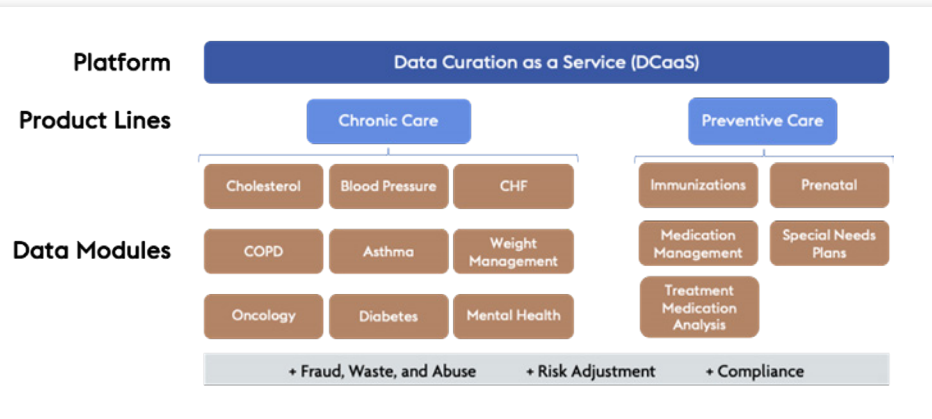 Platform
Data Curation as a Service (DCaaS)
Product Lines
Chronic Care
Preventive Care
Data Modules
Cholesterol
Blood Pressure
CHF
COPD
Asthma
Weight
Management
Oncology
Diabetes
Mental Health
Immunizations
Prenatal
Medication
Management
Special Needs
Plans
Treatment
Medication
Analysis
+ Fraud, Waste, and Abuse
+ Risk Adjustment
+ Compliance